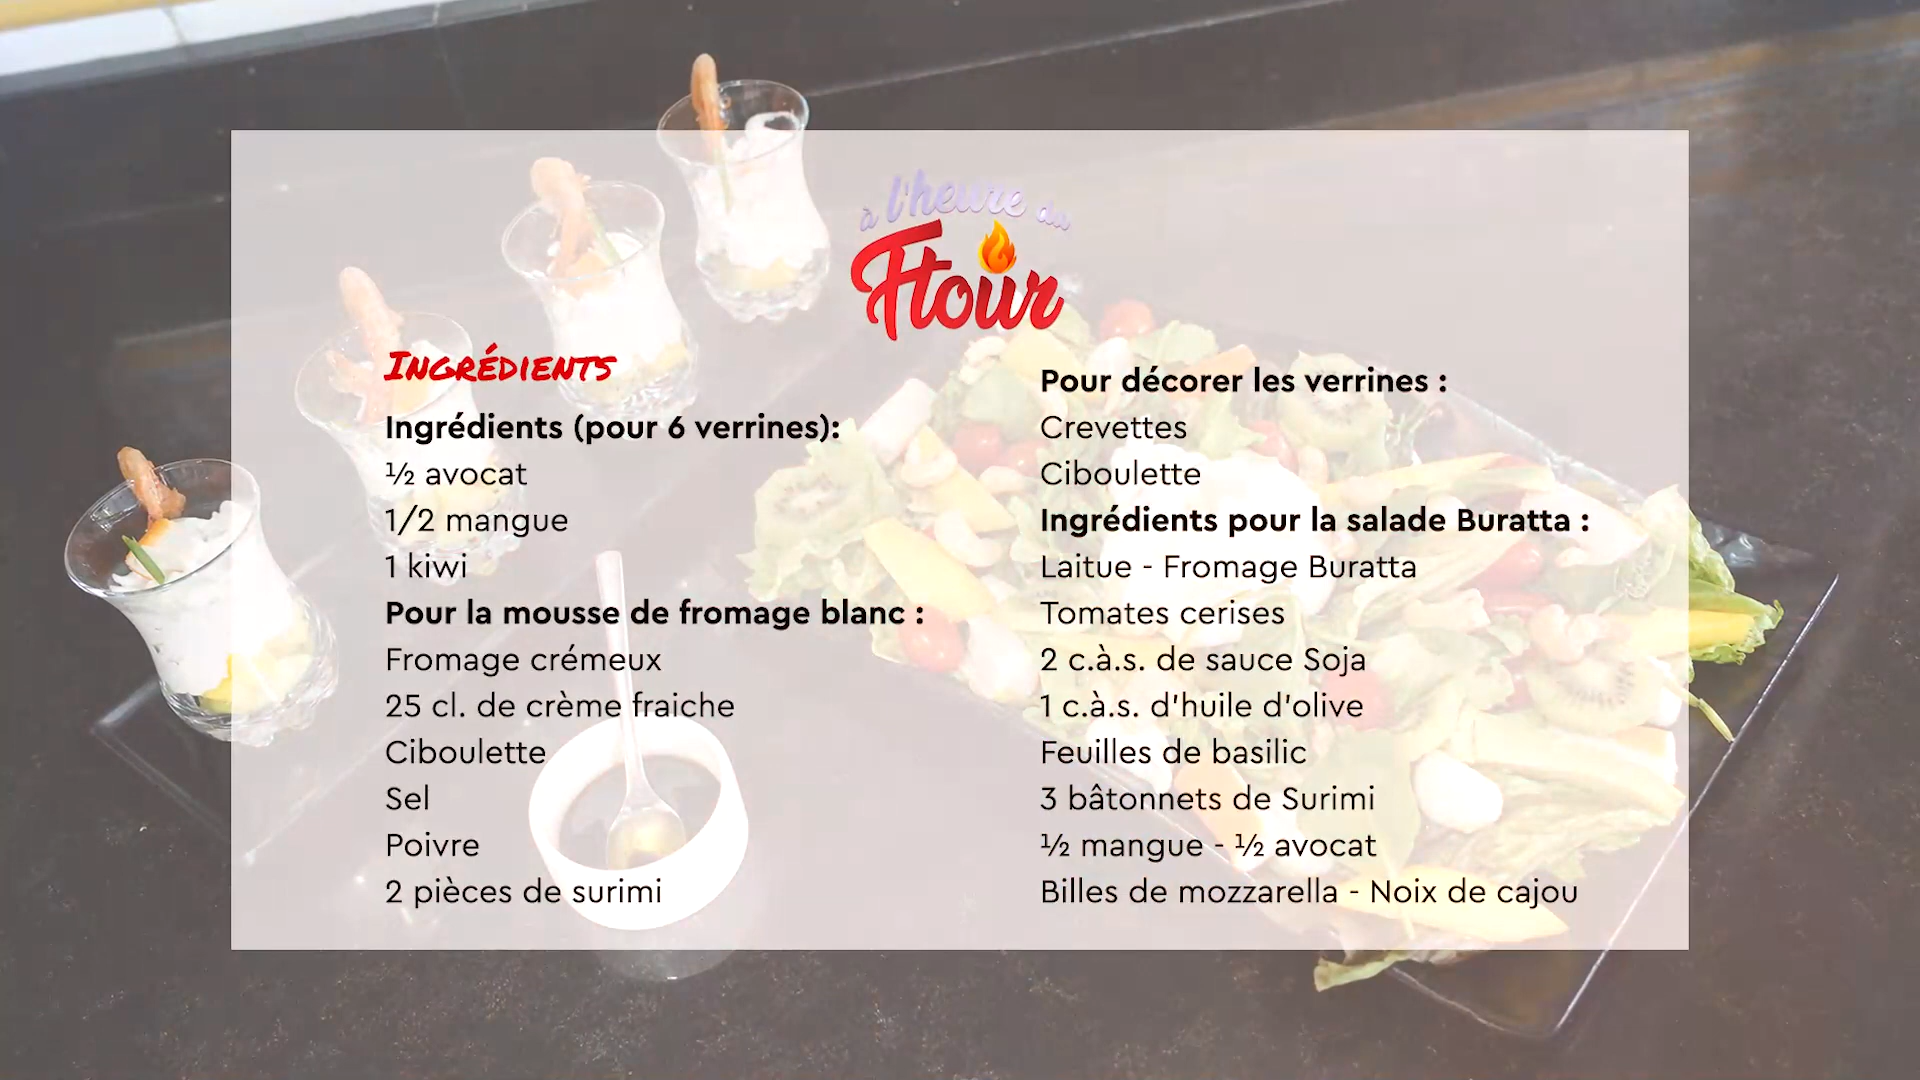 à l'heure du
Ftour
Ingrédients
Ingrédients (pour 6 verrines):
½ avocat
1/2 mangue
1 kiwi
Pour la mousse de fromage blanc :
Fromage crémeux
25 cl. de crème fraiche
Ciboulette
Sel
Poivre
2 pièces de surimi
Pour décorer les verrines :
Crevettes
Ciboulette
Ingrédients pour la salade Buratta :
Laitue - Fromage Buratta
Tomates cerises
2 c.à.s. de sauce Soja
1 c.à.s. d'huile d'olive
Feuilles de basilic
3 bâtonnets de Surimi
½ mangue - ½ avocat
Billes de mozzarella - Noix de cajou